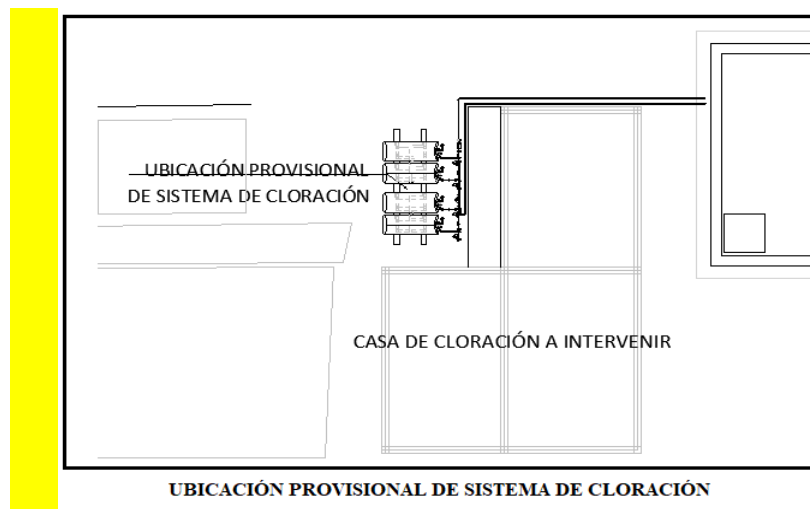 UBICACIÓN PROVISIONAL
DE SISTEMA DE CLORACIÓN
CASA DE CLORACIÓN A INTERVENIR
UBICACIÓN PROVISIONAL DE SISTEMA DE CLORACIÓN